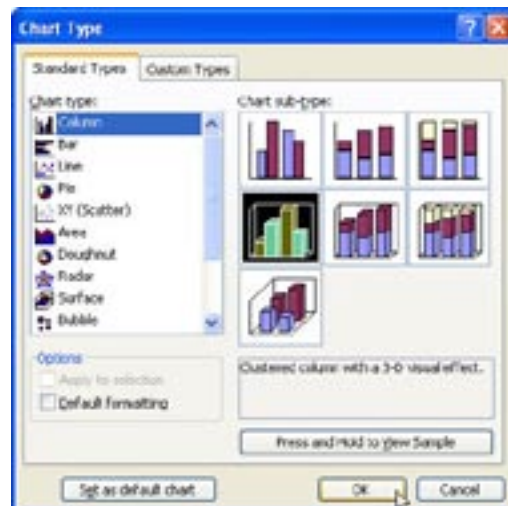 Chart Type
Standard Types
Custom Types
Chart type:
Chart sub-type:
Column
Bar
Line
Pie
XY (Scatter)
Area
Doughnut
Radar
Surface
Bubble
Options
Apply to selection
Default formatting
Clustered column with a 3-D visual effect.
Press and Hold to View Sample
Set as default chart
OK
Cancel